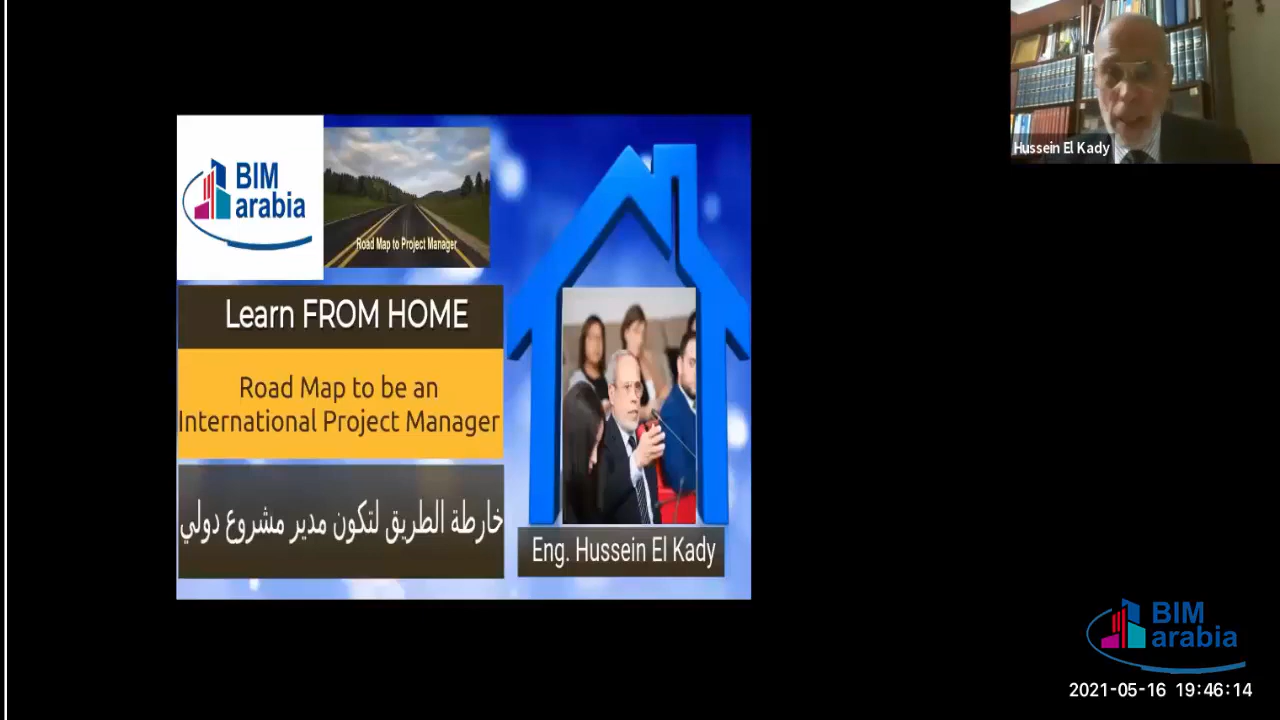 BIM
arabia
Road Map to Project Manager
Learn FROM HOME
Road Map to be an
International Project Manager
خارطة الطريق لتكون مدير مشروع دولي
Eng. Hussein El Kady
Hussein El Kady
BIM
arabia
2021-05-16 19:46:14